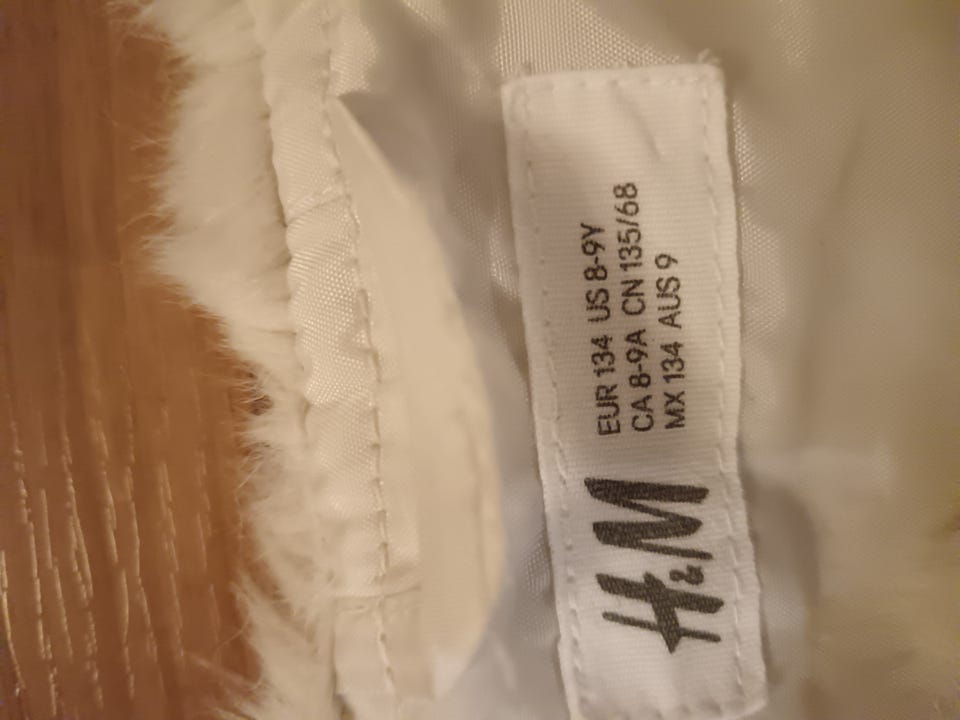 H&M
EUR 134 US 8-9Y
CA 8-9A CN 135/68
MX 134 AUS 9